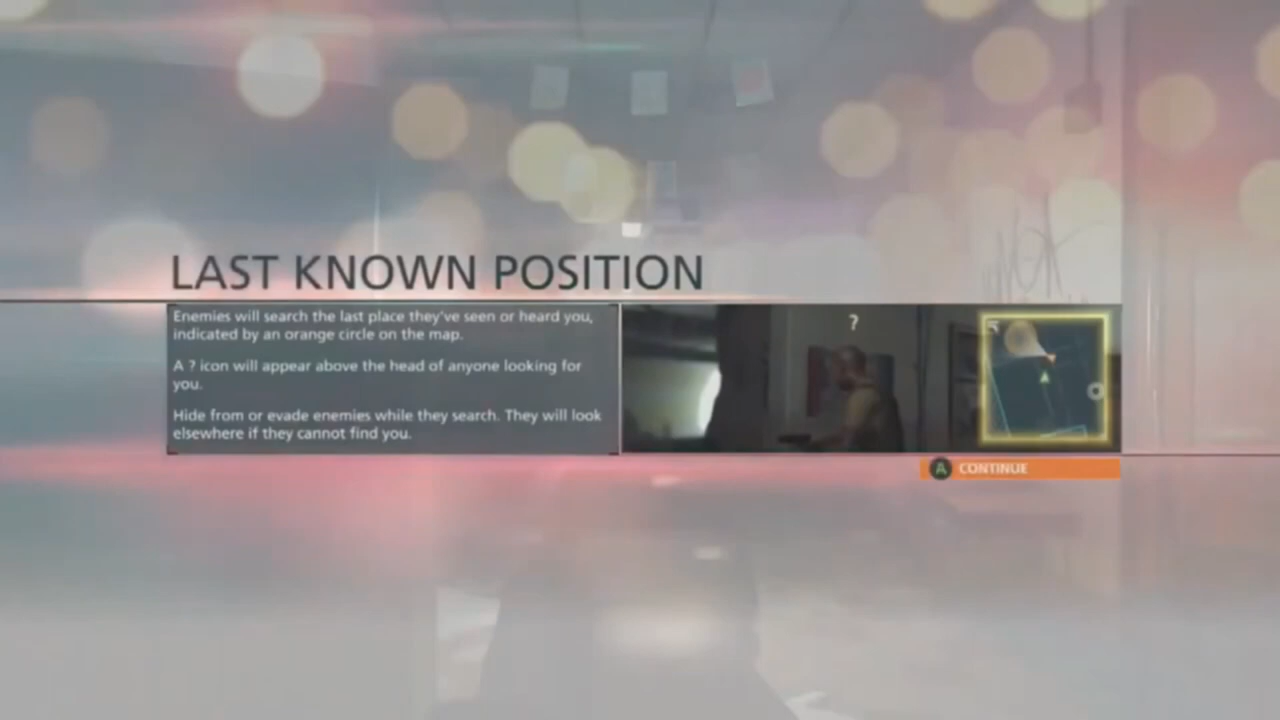 LAST KNOWN POSITION
Enemies will search the last place they've seen or heard you,
indicated by an orange circle on the map.
A ? icon will appear above the head of anyone looking for
you.
Hide from or evade enemies while they search. They will look
elsewhere if they cannot find you.
?
A CONTINUE